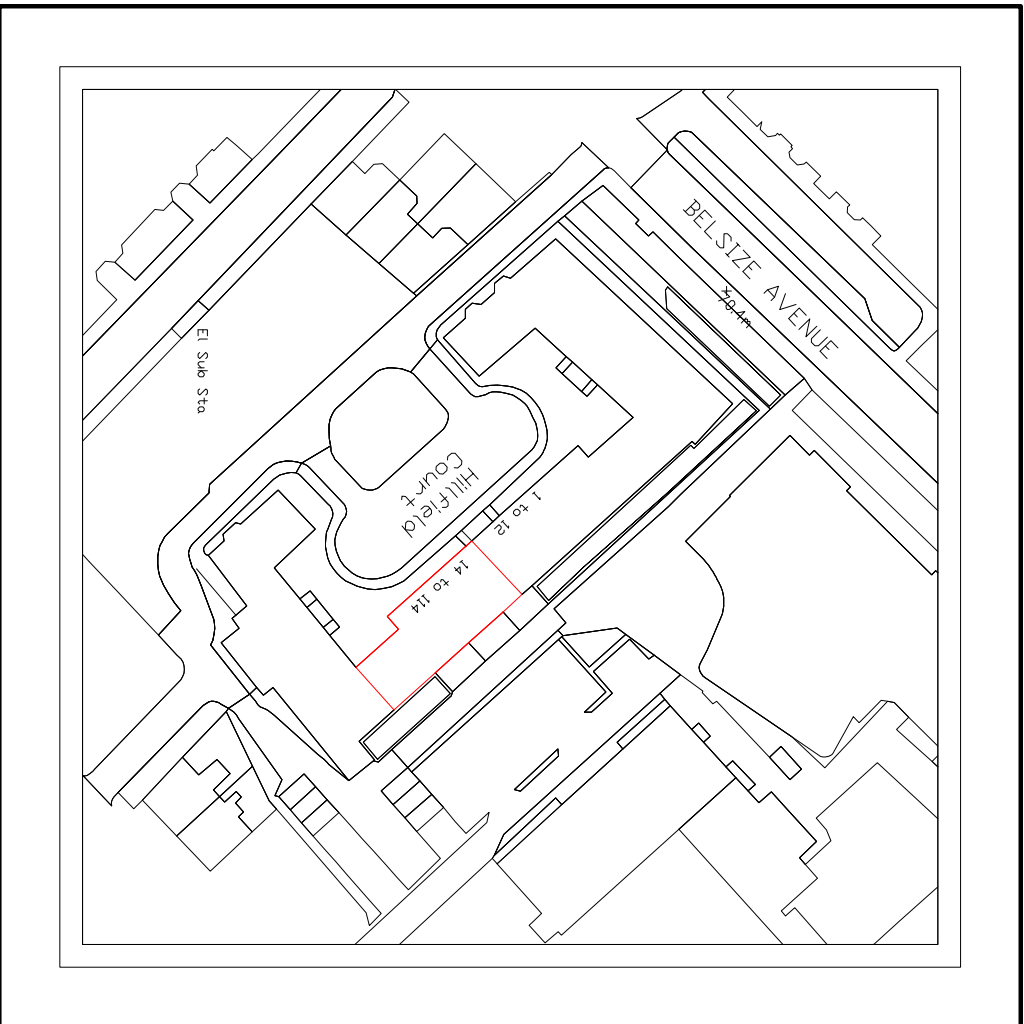 BELSIZE AVENUE
70.4m
El Sub Sta
Hillfield
Court
1 to 12
14 to 114